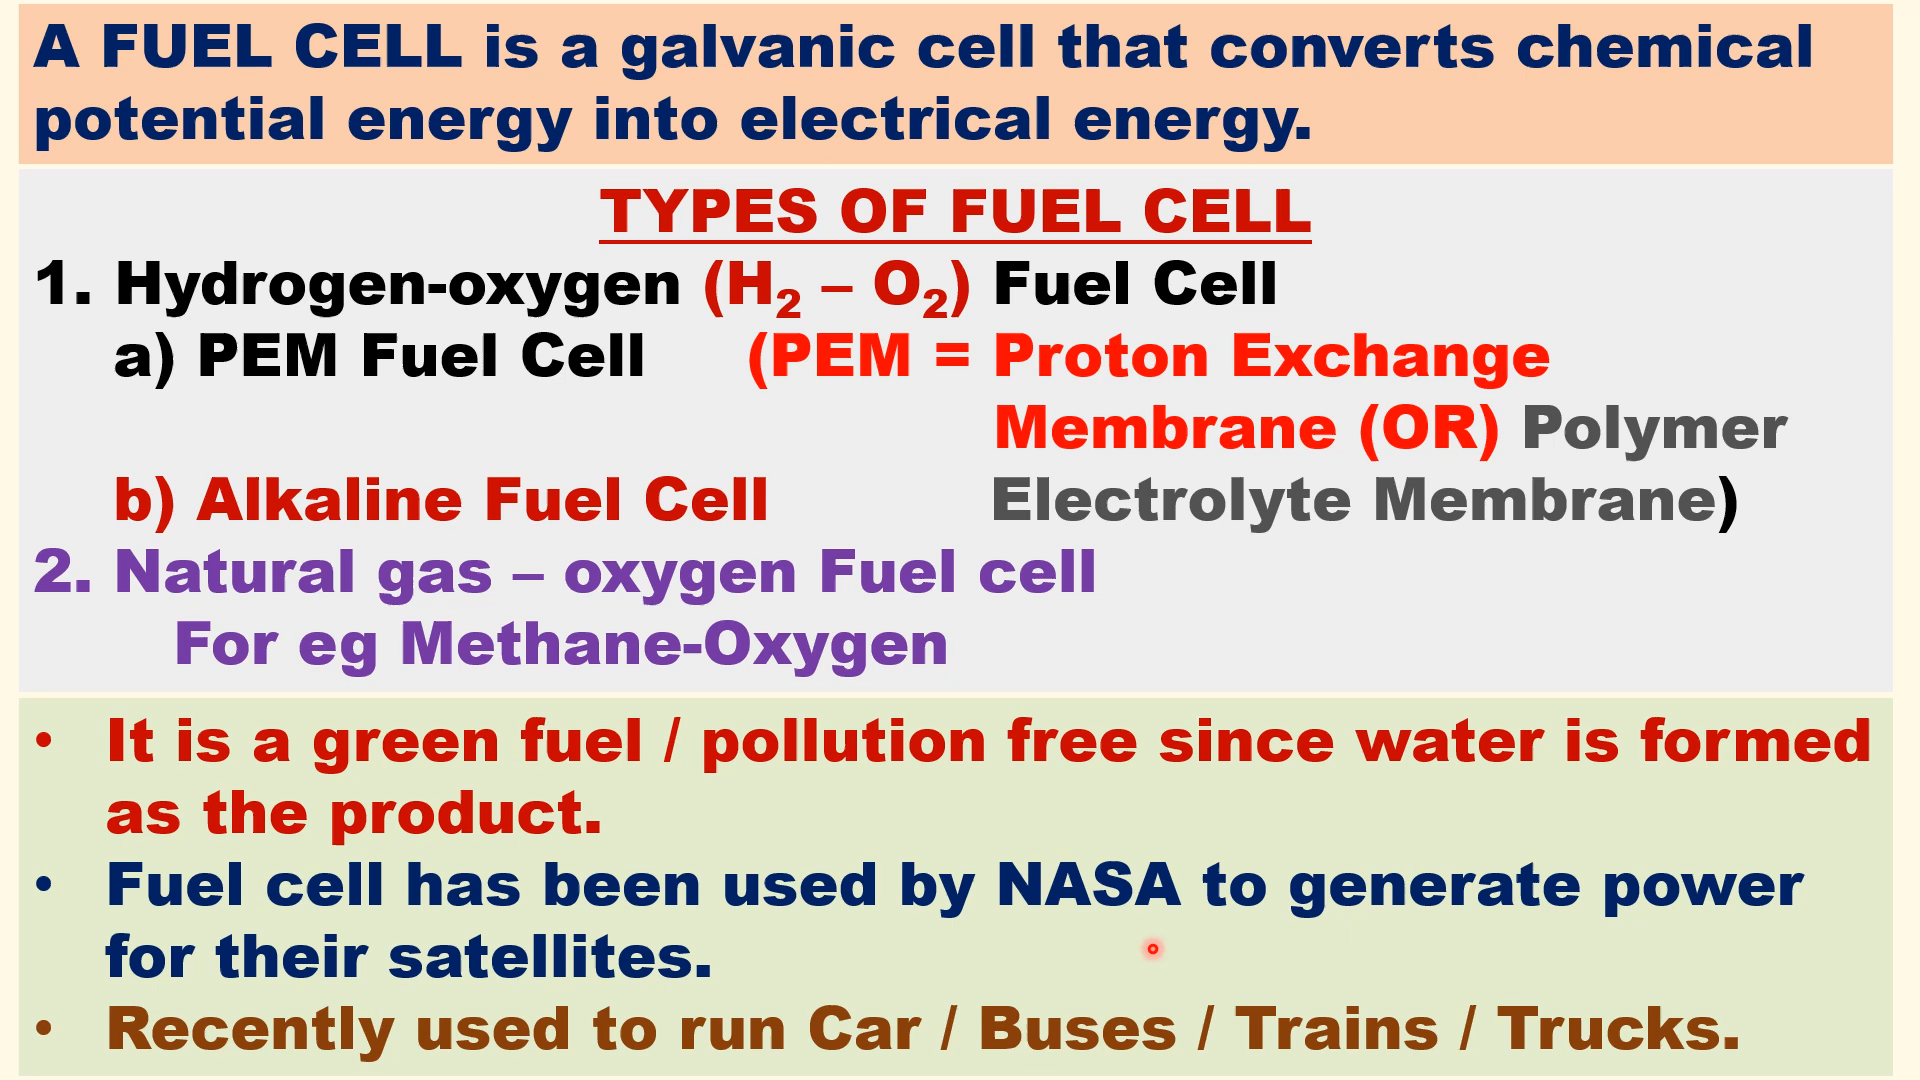 A FUEL CELL is a galvanic cell that converts chemical
potential energy into electrical energy.
TYPES OF FUEL CELL
1. Hydrogen-oxygen (H₂ – O₂) Fuel Cell
a) PEM Fuel Cell (PEM = Proton Exchange
Membrane (OR) Polymer
b) Alkaline Fuel Cell Electrolyte Membrane)
2. Natural gas – oxygen Fuel cell
For eg Methane-Oxygen
• It is a green fuel / pollution free since water is formed
as the product.
• Fuel cell has been used by NASA to generate power
for their satellites.
• Recently used to run Car / Buses / Trains / Trucks.